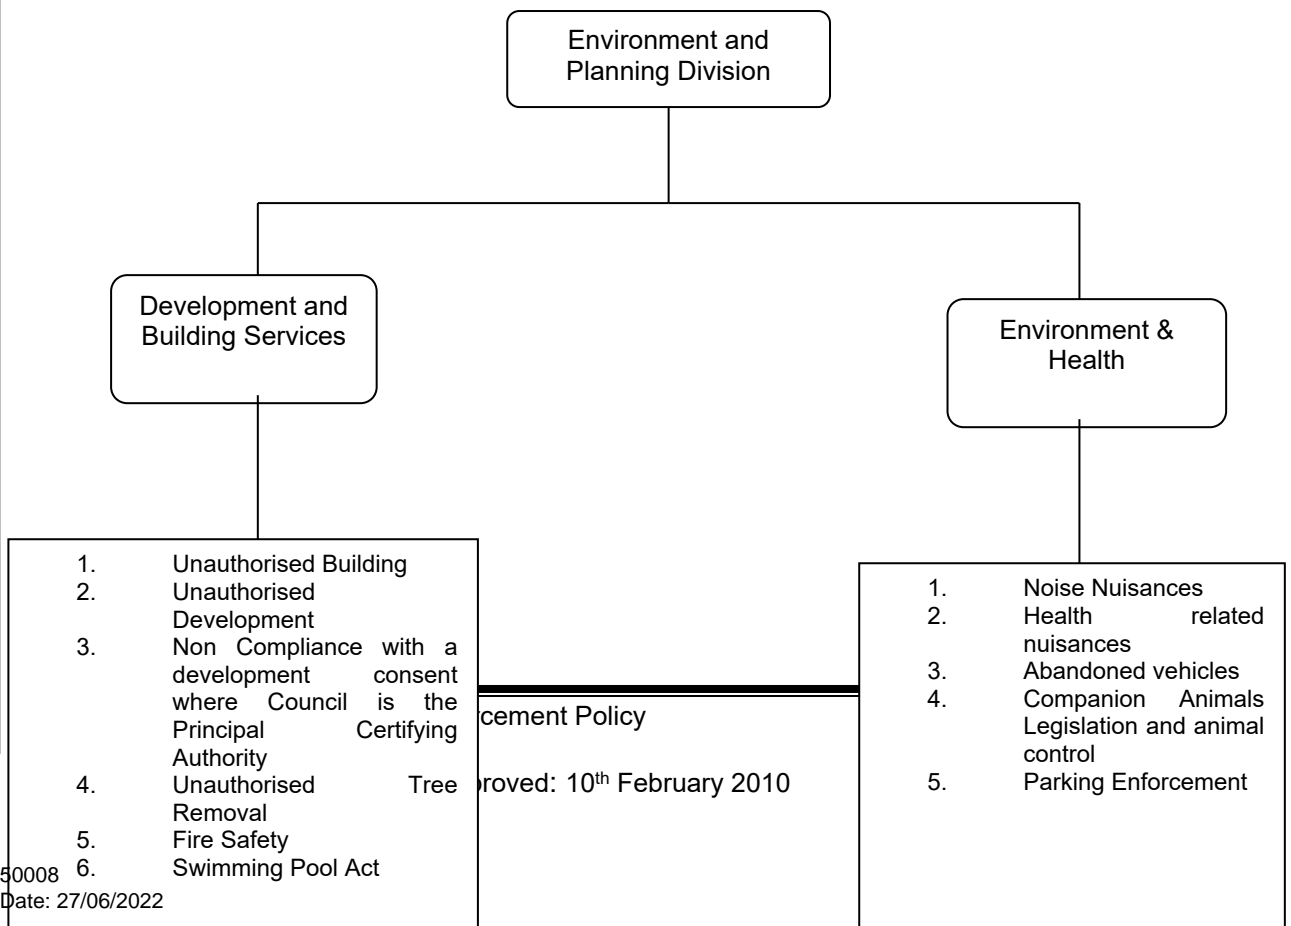 Environment and
Planning Division
Development and
Building Services
Environment &
Health
1. Unauthorised Building
2. Unauthorised
Development
3. Non Compliance with a
development consent
where Council is the
Principal Certifying
Authority
4. Unauthorised Tree
Removal
5. Fire Safety
6. Swimming Pool Act
1. Noise Nuisances
2. Health related
nuisances
3. Abandoned vehicles
4. Companion Animals
Legislation and animal
control
5. Parking Enforcement
rcement Policy
proved: 10th February 2010
50008
Date: 27/06/2022